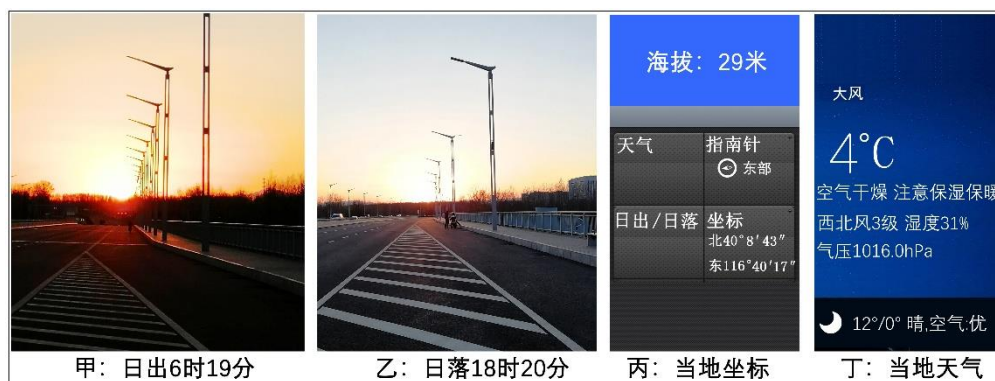 海拔：29米
天气
指南针
东部
日出/日落
坐标
北40°8′43″
东116°40′17″
大风
4°C
空气干燥 注意保湿保暖
西北风3级 湿度31%
气压1016.0hPa
12°/0° 晴,空气:优
甲：日出6时19分
乙：日落18时20分
丙：当地坐标
丁：当地天气